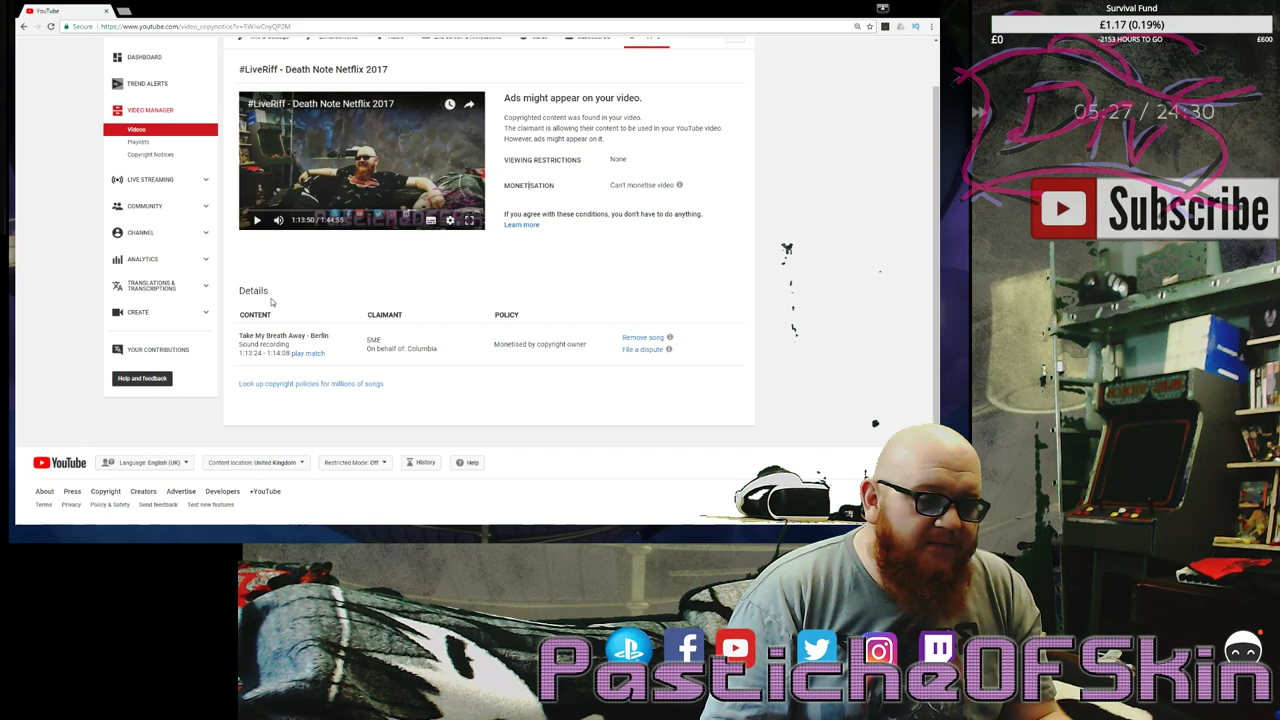 YouTube
Secure
https://www.youtube.com/video_copynotice?v=5WJwCnyQP2M
Survival Fund
£1.17 (0.19%)
£0
-2153 HOURS TO GO
£600
05:27 / 24:30
Subscribe
DASHBOARD
TREND ALERTS
VIDEO MANAGER
Videos
Playlists
Copyright Notices
LIVE STREAMING
COMMUNITY
CHANNEL
ANALYTICS
TRANSLATIONS &
TRANSCRIPTIONS
CREATE
YOUR CONTRIBUTIONS
Help and feedback
#LiveRiff - Death Note Netflix 2017
#LiveRiff - Death Note Netflix 2017
1:13:50 / 1:44:55
Ads might appear on your video.
Copyrighted content was found in your video.
The claimant is allowing their content to be used in your YouTube video.
However, ads might appear on it.
VIEWING RESTRICTIONS
None
MONETISATION
Can't monetise video
If you agree with these conditions, you don't have to do anything.
Learn more
Details
CONTENT
CLAIMANT
POLICY
Take My Breath Away - Berlin
Sound recording
1:13:24 - 1:14:08 play match
SME
On behalf of: Columbia
Monetised by copyright owner
Remove song
File a dispute
Look up copyright policies for millions of songs
YouTube
Language: English (UK)
Content location: United Kingdom
Restricted Mode: Off
History
Help
About Press Copyright Creators Advertise Developers +YouTube
Terms Privacy Policy & Safety Send feedback Test new features
PasticheOfSkin